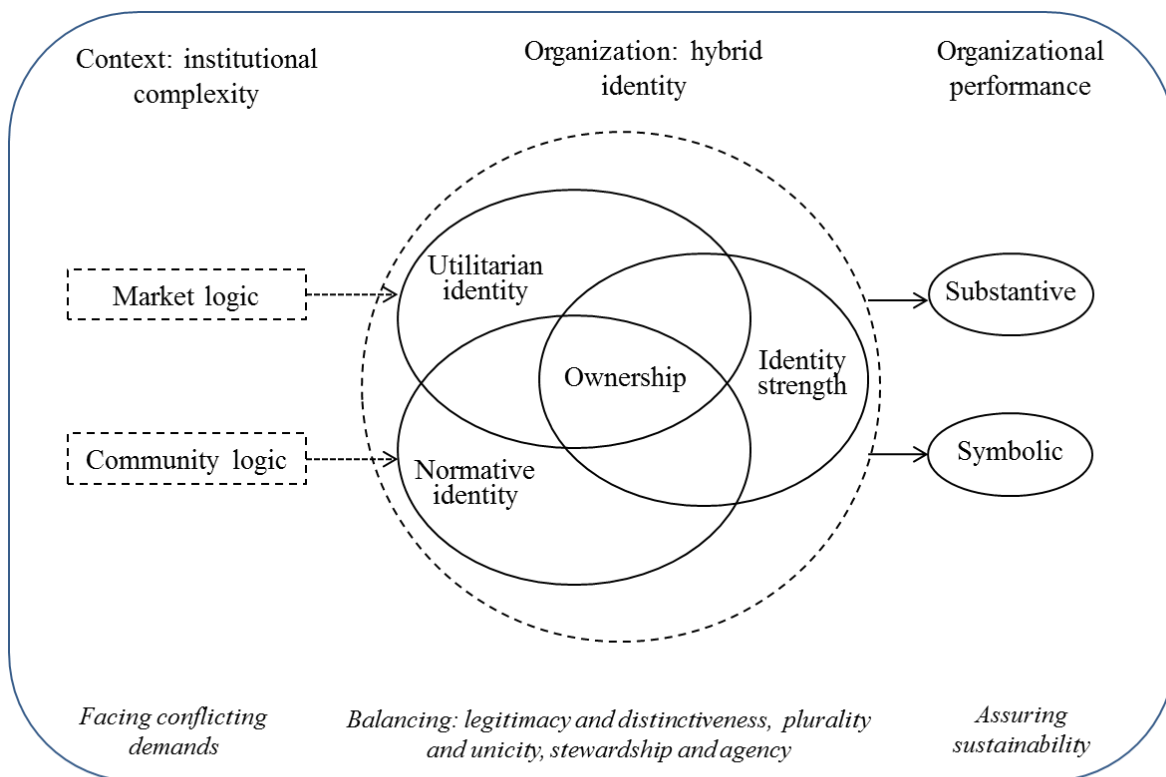 Context: institutional
complexity
Organization: hybrid
identity
Organizational
performance
Market logic
Community logic
Utilitarian
identity
Ownership
Identity
strength
Normative
identity
Substantive
Symbolic
Facing conflicting
demands
Balancing: legitimacy and distinctiveness, plurality
and unicity, stewardship and agency
Assuring
sustainability